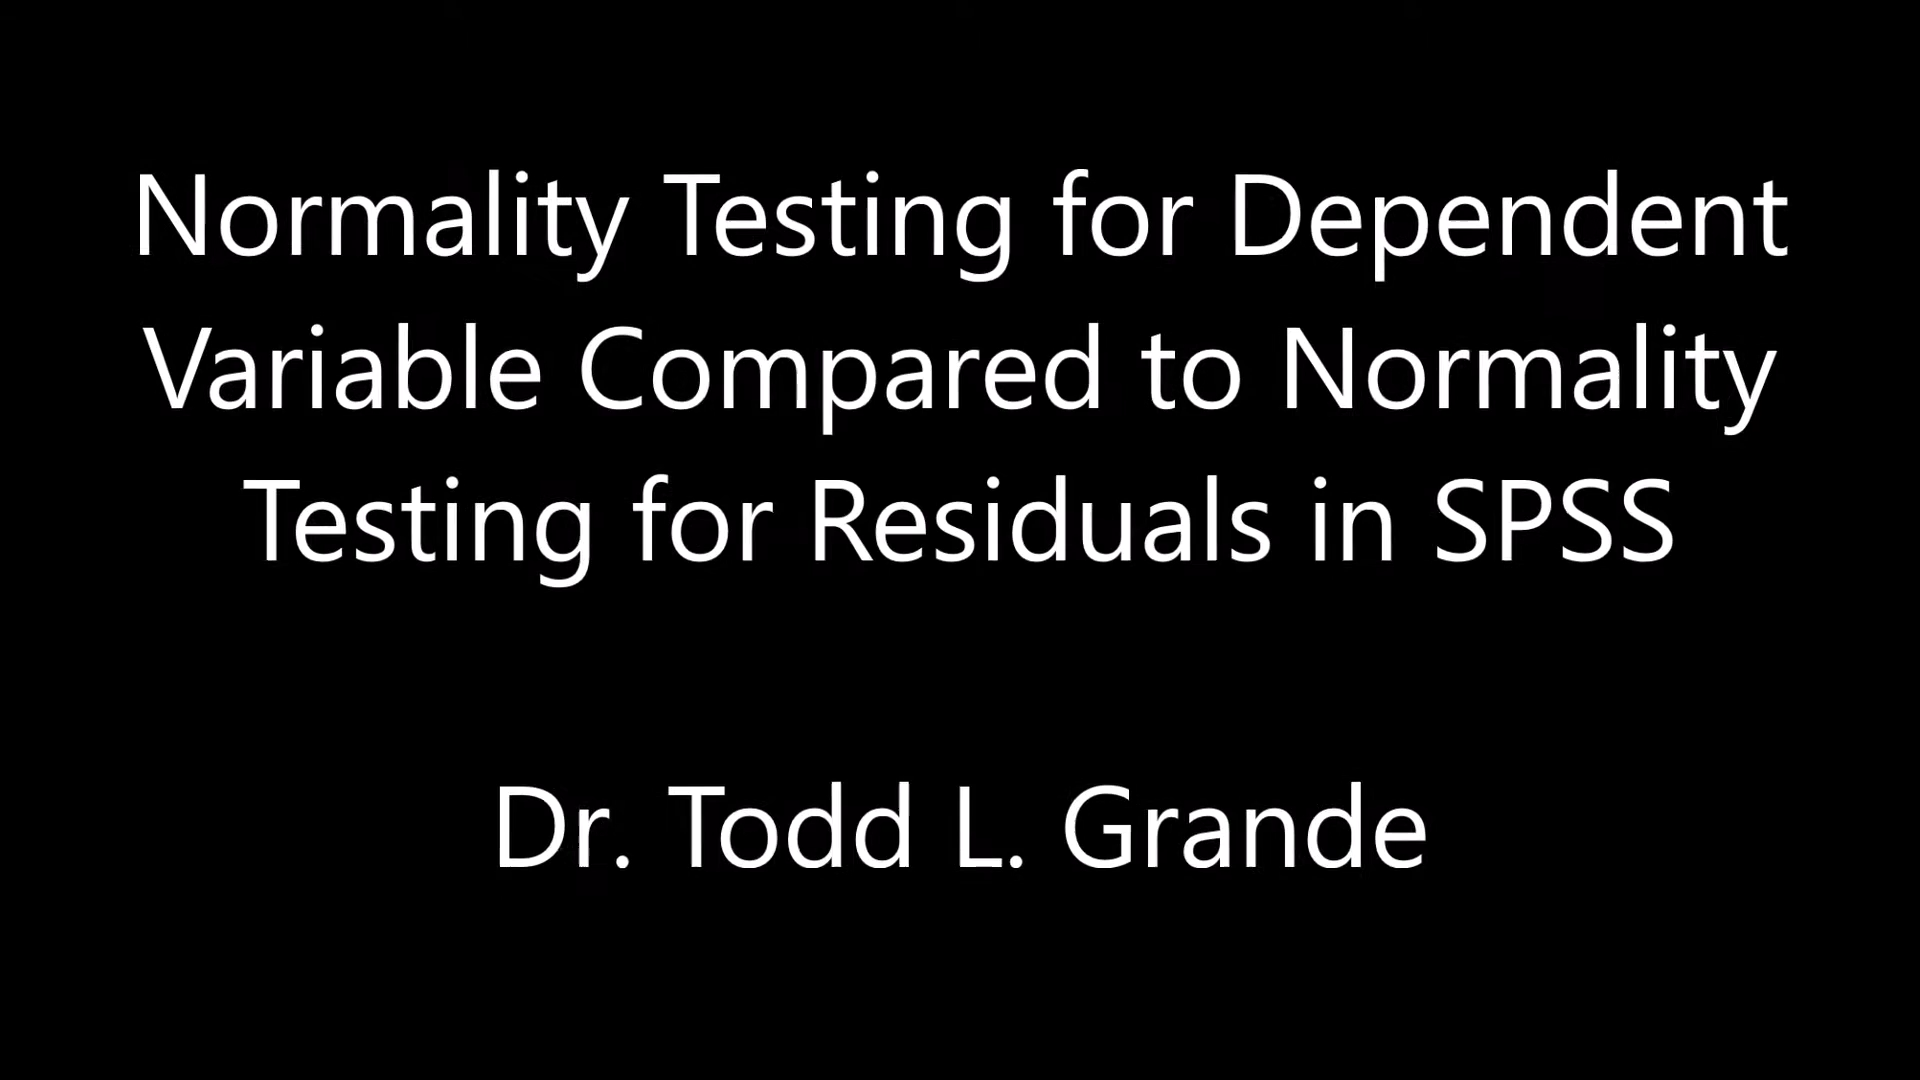 Normality Testing for Dependent
Variable Compared to Normality
Testing for Residuals in SPSS
Dr. Todd L. Grande